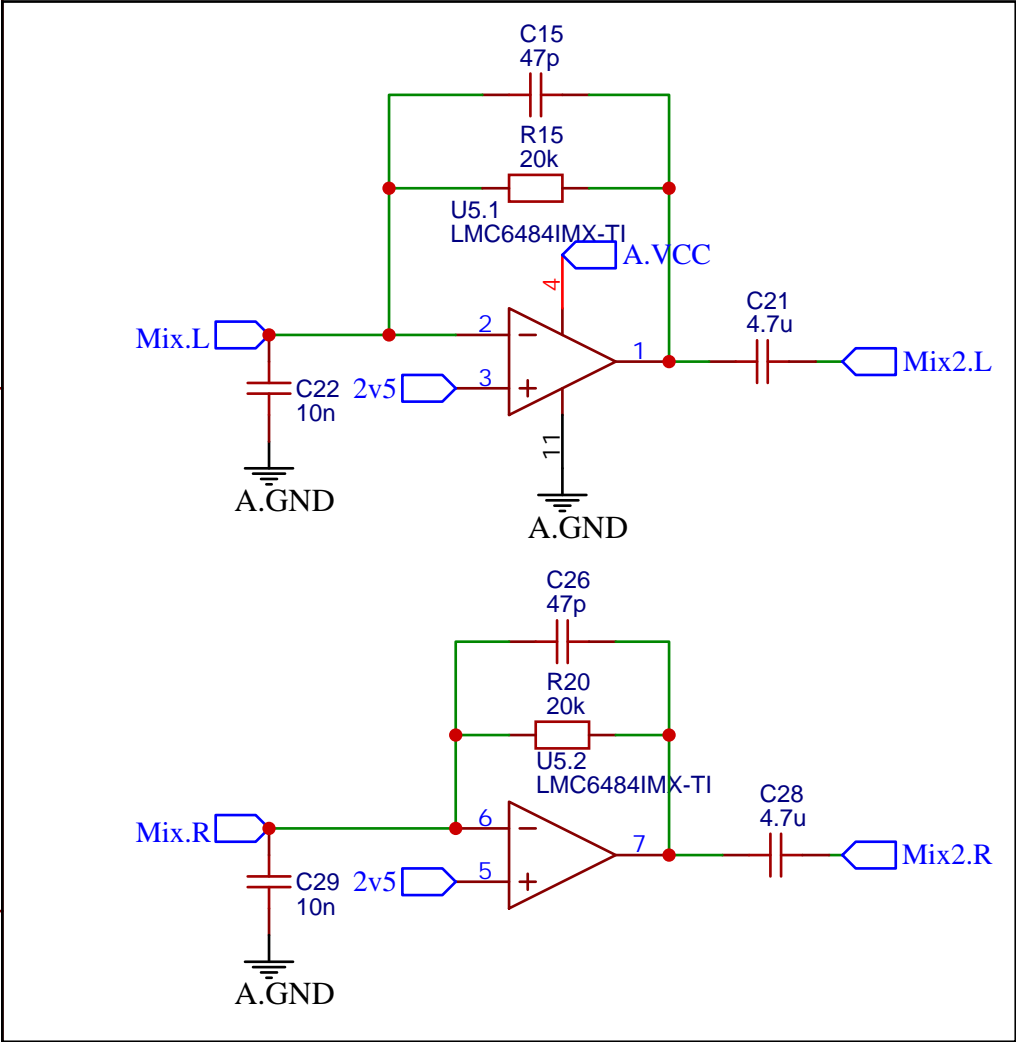 C15
47p
R15
20k
U5.1
LMC6484IMX-TI
A.VCC
4
C21
4.7u
Mix.L
2
1
Mix2.L
C22
10n
2v5
3
11
A.GND
A.GND
C26
47p
R20
20k
U5.2
LMC6484IMX-TI
C28
4.7u
Mix.R
6
7
Mix2.R
C29
10n
2v5
5
A.GND